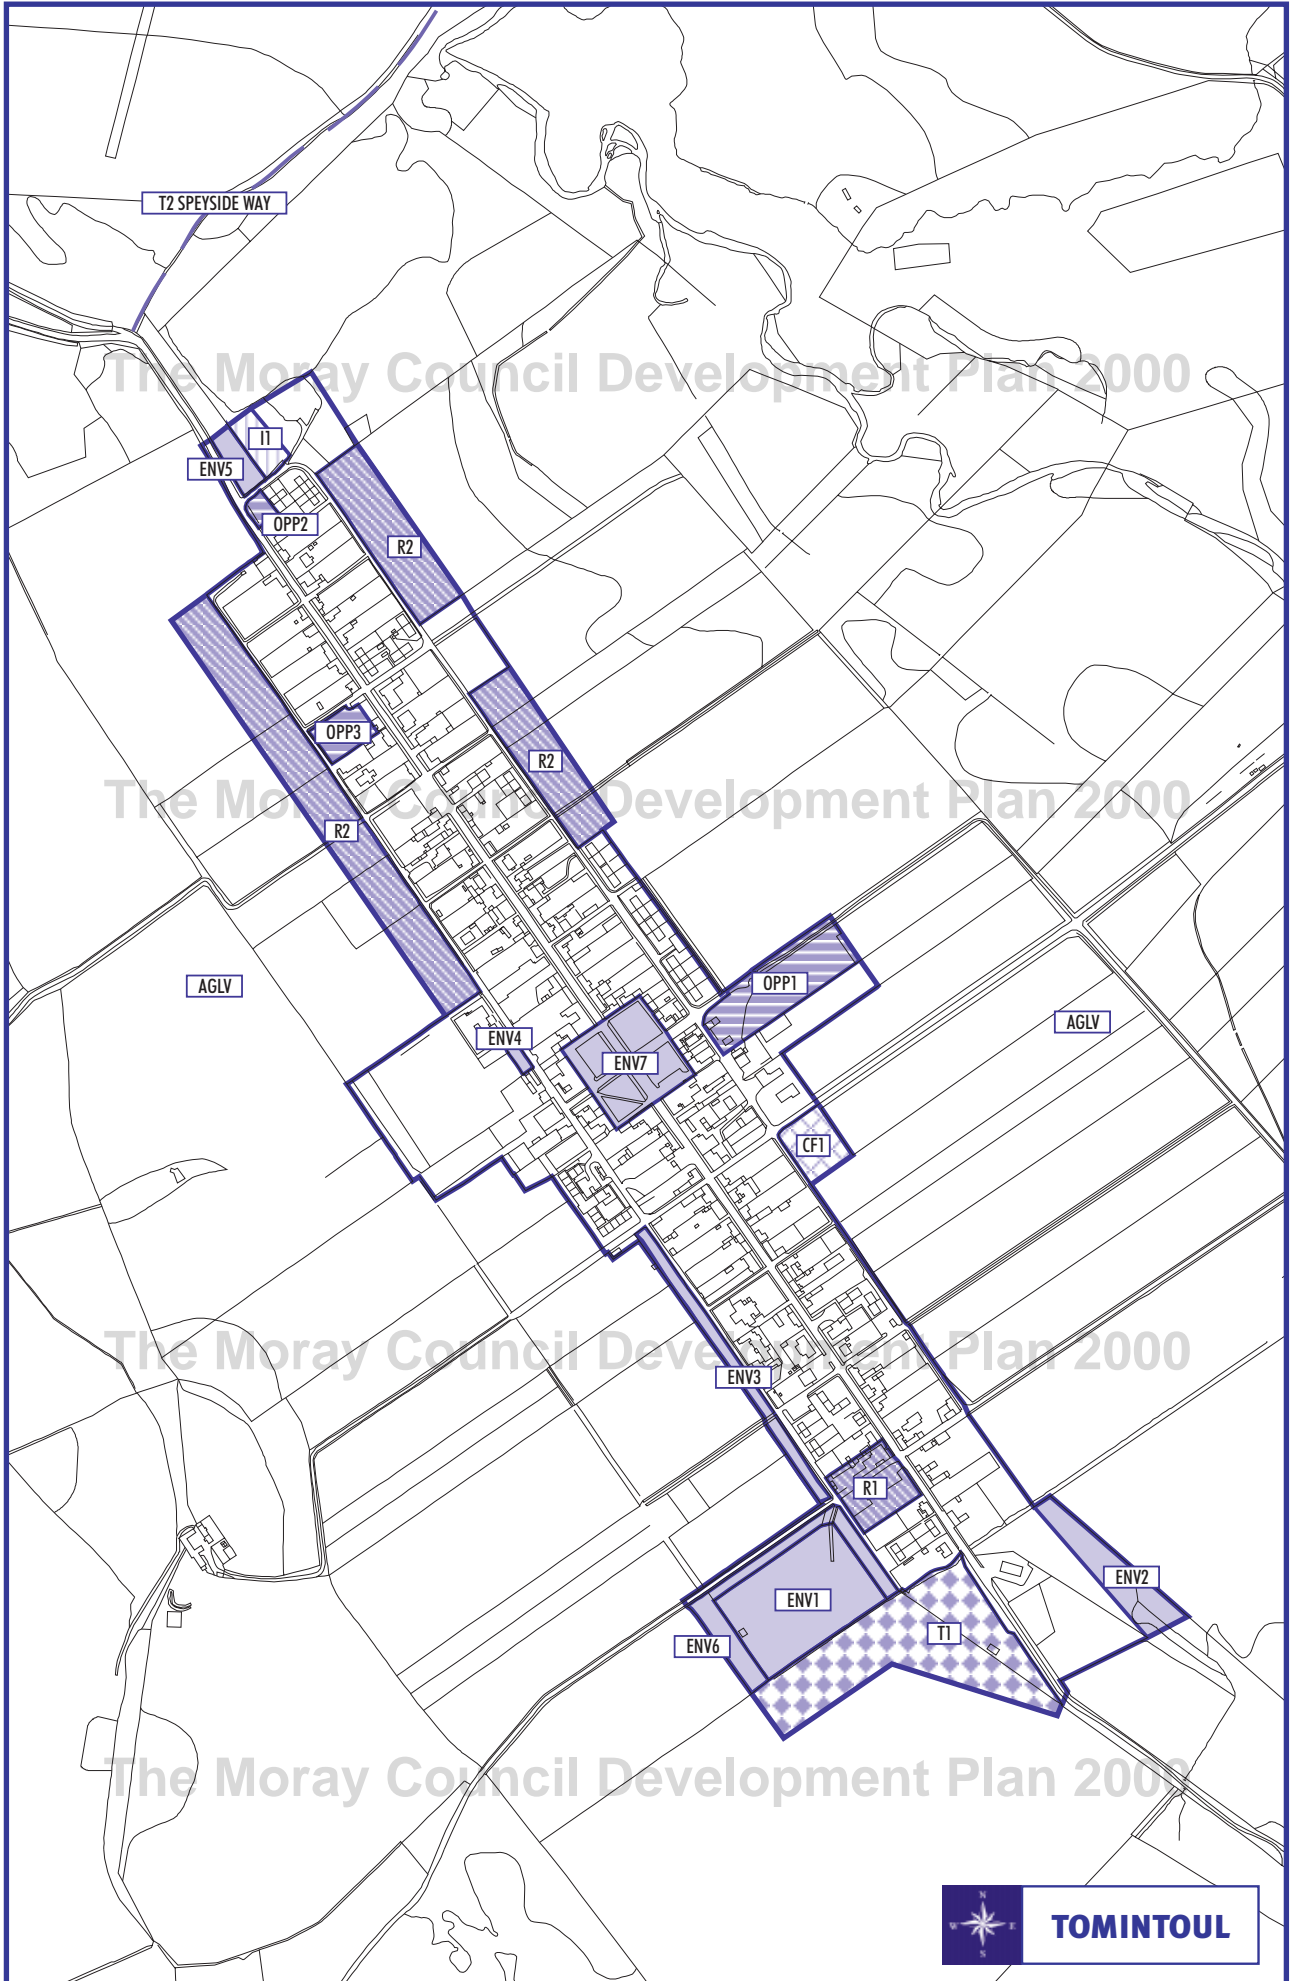 T2 SPEYSIDE WAY
The Moray Council Development Plan 2000
I1
ENV5
OPP2
R2
OPP3
R2
The Moray Council Development Plan 2000
R2
AGLV
OPP1
AGLV
ENV4
ENV7
CF1
The Moray Council Development Plan 2000
ENV3
R1
ENV2
ENV1
T1
ENV6
The Moray Council Development Plan 2000
N
W
E
S
TOMINTOUL